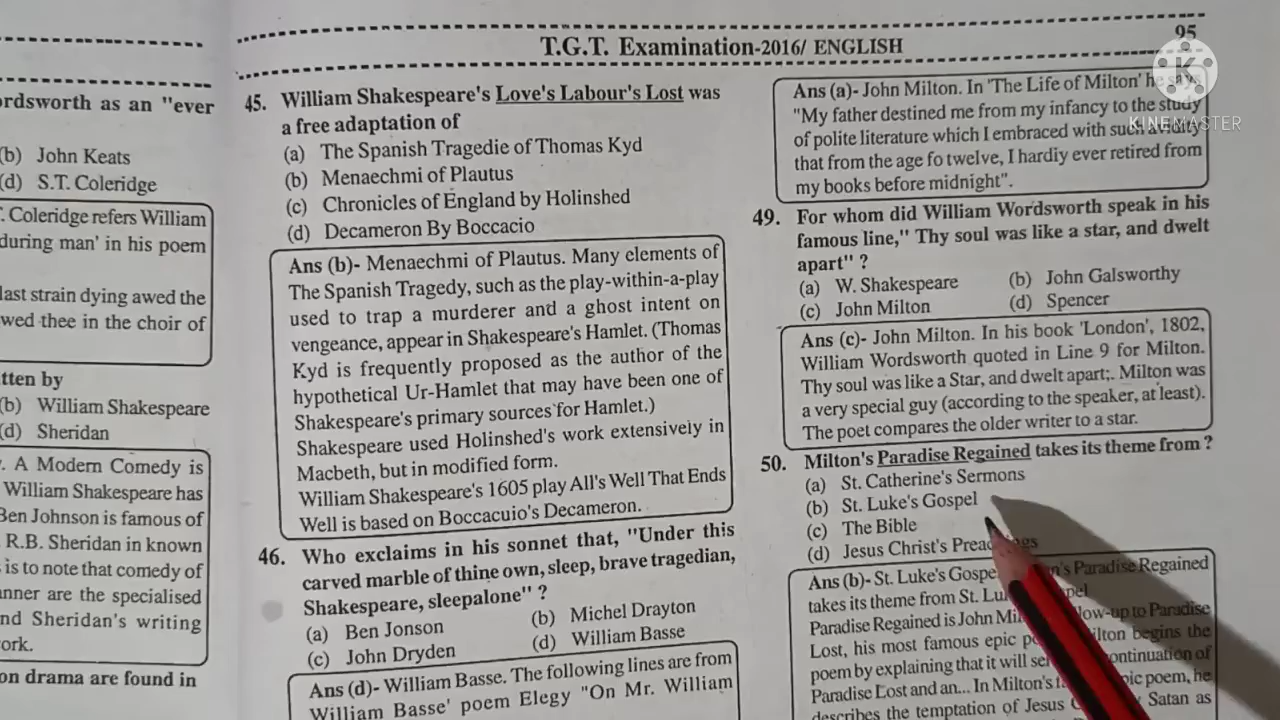 95
T.G.T. Examination-2016/ ENGLISH
KINEMASTER
ordsworth as an "ever
(b) John Keats
(d) S.T. Coleridge
. Coleridge refers William
during man' in his poem
last strain dying awed the
wed thee in the choir of
tten by
(b) William Shakespeare
(d) Sheridan
. A Modern Comedy is
William Shakespeare has
Ben Johnson is famous of
R.B. Sheridan in known
is to note that comedy of
anner are the specialised
nd Sheridan's writing
ork.
on drama are found in
45. William Shakespeare's Love's Labour's Lost was
a free adaptation of
(a) The Spanish Tragedie of Thomas Kyd
(b) Menaechmi of Plautus
(c) Chronicles of England by Holinshed
(d) Decameron By Boccacio
Ans (b)- Menaechmi of Plautus. Many elements of
The Spanish Tragedy, such as the play-within-a-play
used to trap a murderer and a ghost intent on
vengeance, appear in Shakespeare's Hamlet. (Thomas
Kyd is frequently proposed as the author of the
hypothetical Ur-Hamlet that may have been one of
Shakespeare's primary sources for Hamlet.)
Shakespeare used Holinshed's work extensively in
Macbeth, but in modified form.
William Shakespeare's 1605 play All's Well That Ends
Well is based on Boccacuio's Decameron.
46. Who exclaims in his sonnet that, "Under this
carved marble of thine own, sleep, brave tragedian,
Shakespeare, sleepalone" ?
(a) Ben Jonson
(b) Michel Drayton
(c) John Dryden
(d) William Basse
Ans (d)- William Basse. The following lines are from
William Basse' poem Elegy "On Mr. William
Ans (a)- John Milton. In 'The Life of Milton' he says
"My father destined me from my infancy to the study
of polite literature which I embraced with such avidity
that from the age fo twelve, I hardiy ever retired from
my books before midnight".
49. For whom did William Wordsworth speak in his
famous line," Thy soul was like a star, and dwelt
apart" ?
(a) W. Shakespeare
(b) John Galsworthy
(c) John Milton
(d) Spencer
Ans (c)- John Milton. In his book 'London', 1802,
William Wordsworth quoted in Line 9 for Milton.
Thy soul was like a Star, and dwelt apart;. Milton was
a very special guy (according to the speaker, at least).
The poet compares the older writer to a star.
50. Milton's Paradise Regained takes its theme from ?
(a) St. Catherine's Sermons
(b) St. Luke's Gospel
(c) The Bible
(d) Jesus Christ's
Ans (b)- St. Luke's Paradise Regained
takes its theme from St.
Paradise Regained is John to Paradise
Lost, his most famous epic begins the
poem by explaining that it will of
Paradise Lost and an... In Milton's poem, he
describes the temptation of Jesus Satan as